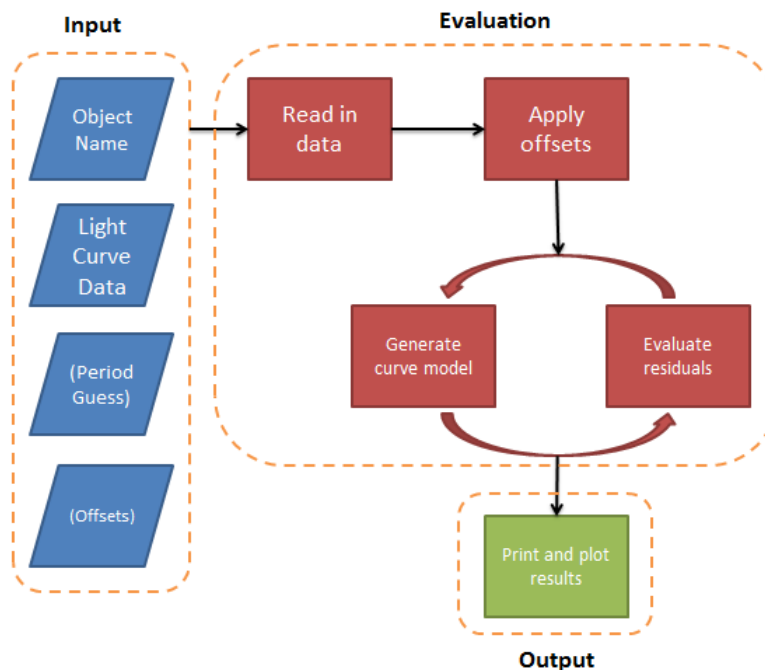 Input
Object
Name
Light
Curve
Data
(Period
Guess)
(Offsets)
Evaluation
Read in
data
Apply
offsets
Generate
curve model
Evaluate
residuals
Print and plot
results
Output